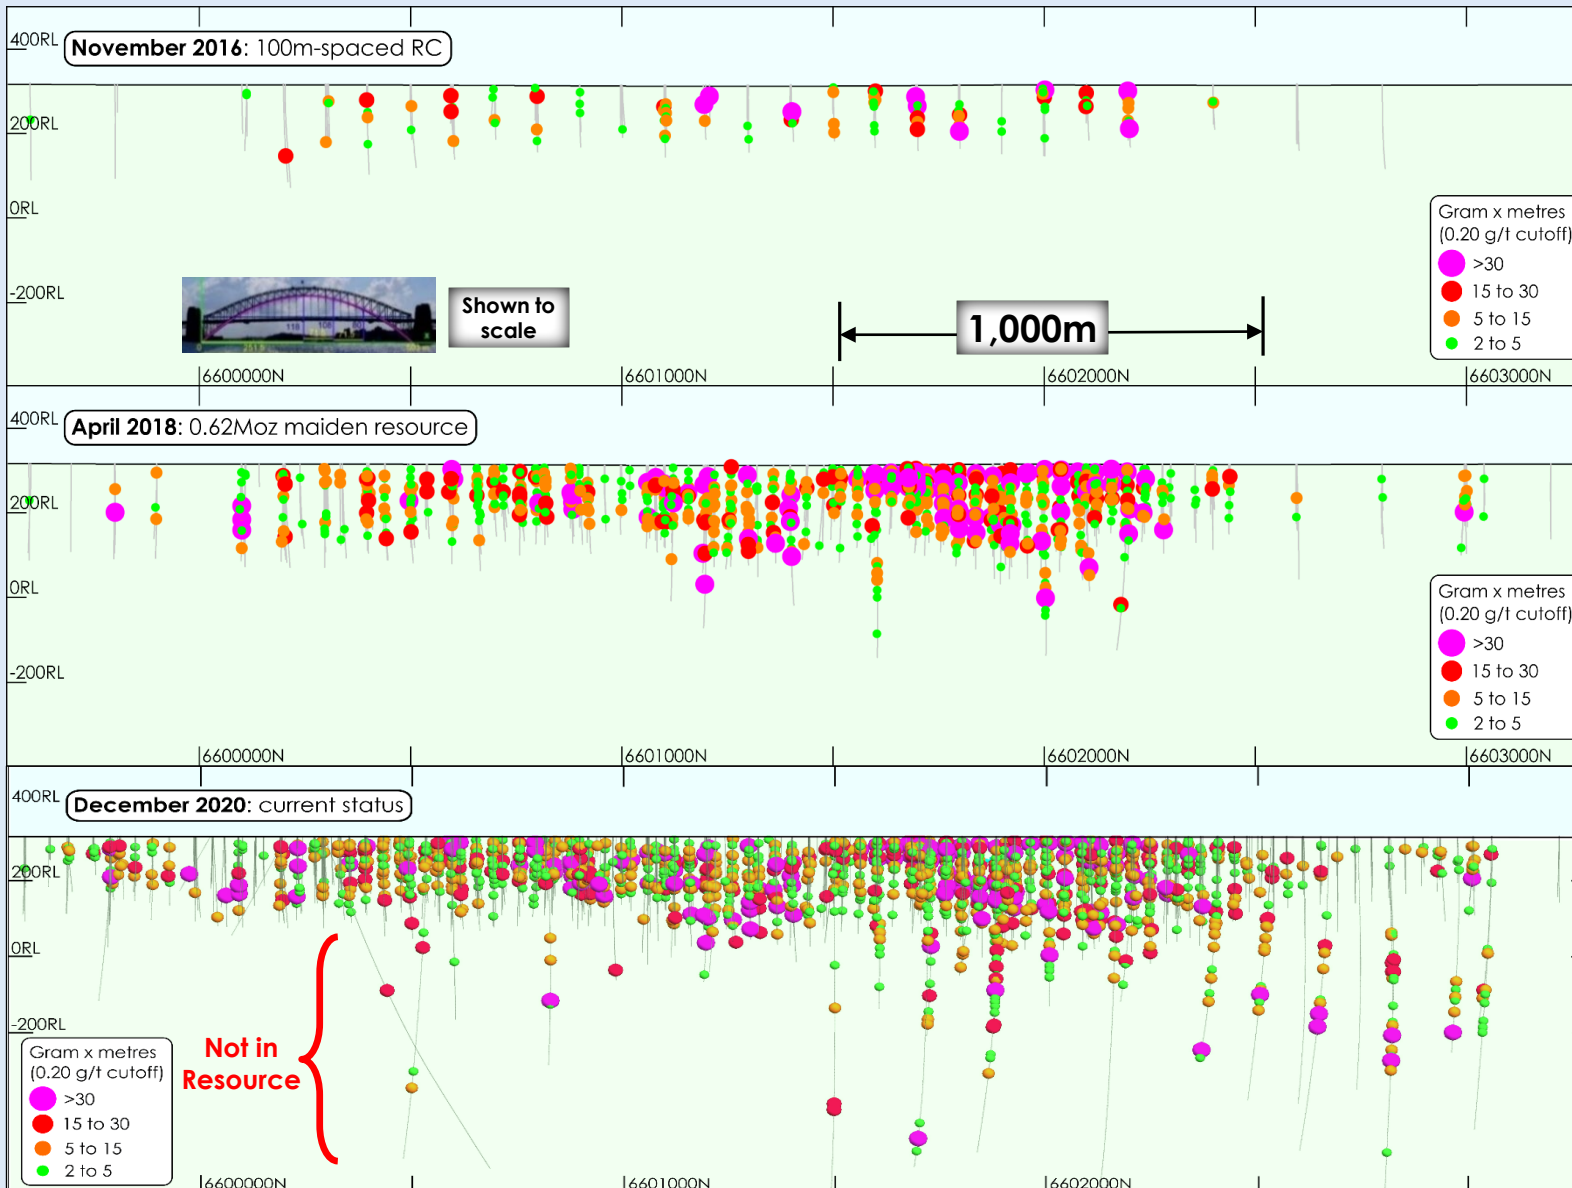 400RL
November 2016: 100m-spaced RC
200RL
0RL
Gram x metres
(0.20 g/t cutoff)
>30
15 to 30
5 to 15
2 to 5
-200RL
Shown to
scale
1,000m
6600000N
6601000N
6602000N
6603000N
400RL
April 2018: 0.62Moz maiden resource
200RL
0RL
Gram x metres
(0.20 g/t cutoff)
>30
15 to 30
5 to 15
2 to 5
-200RL
6600000N
6601000N
6602000N
6603000N
400RL
December 2020: current status
200RL
0RL
-200RL
Gram x metres
(0.20 g/t cutoff)
>30
15 to 30
5 to 15
2 to 5
Not in
Resource
6600000N
6601000N
6602000N